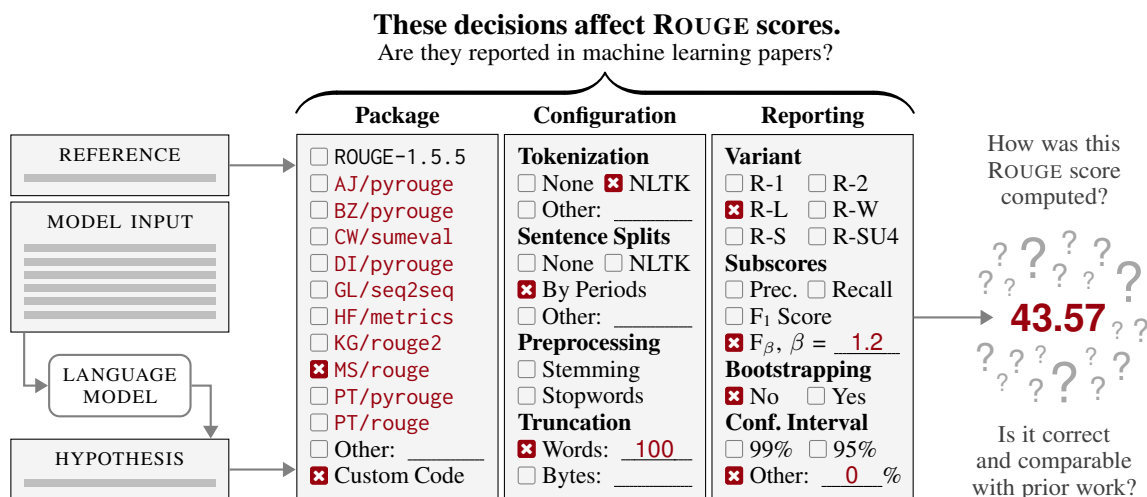 These decisions affect ROUGE scores.
Are they reported in machine learning papers?
REFERENCE
MODEL INPUT
LANGUAGE
MODEL
HYPOTHESIS
Package
ROUGE-1.5.5
AJ/pyrouge
BZ/pyrouge
CW/sumeval
DI/pyrouge
GL/seq2seq
HF/metrics
KG/rouge2
MS/rouge
PT/pyrouge
PT/rouge
Other:
Custom Code
Configuration
Tokenization
None NLTK
Other:
Sentence Splits
None NLTK
By Periods
Other:
Preprocessing
Stemming
Stopwords
Truncation
Words: 100
Bytes:
Reporting
Variant
R-1 R-2
R-L R-W
R-S R-SU4
Subscores
Prec. Recall
F₁ Score
Fᵦ, β = 1.2
Bootstrapping
No Yes
Conf. Interval
99% 95%
Other: 0 %
How was this
ROUGE score
computed?
43.57
Is it correct
and comparable
with prior work?